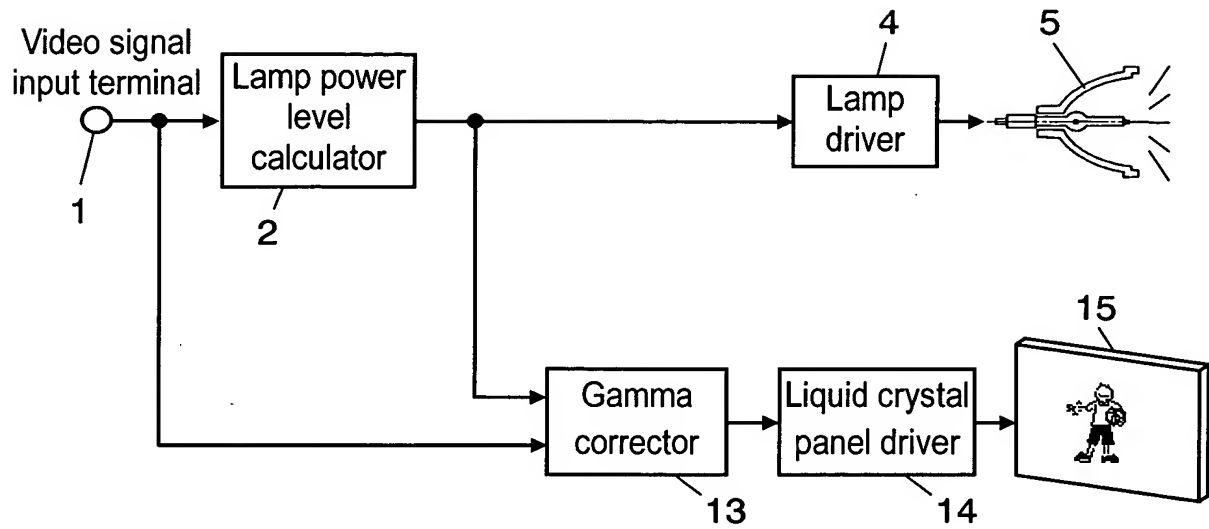 Video signal
input terminal
1
Lamp power
level
calculator
2
4
Lamp
driver
5
Gamma
corrector
13
Liquid crystal
panel driver
14
15